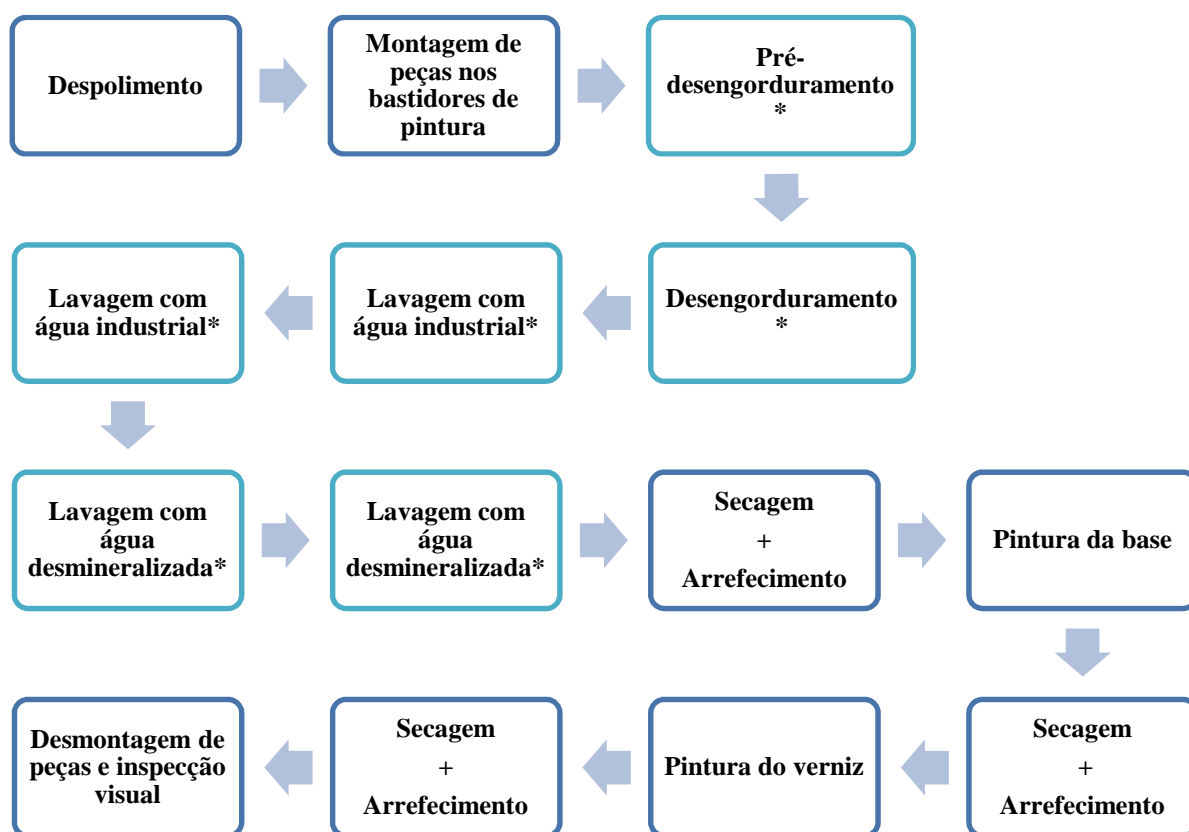 Despolimento
Montagem de
peças nos
bastidores de
pintura
Pré-
desengorduramento
*
Desengorduramento
*
Lavagem com
água industrial*
Lavagem com
água industrial*
Lavagem com
água
desmineralizada*
Lavagem com
água
desmineralizada*
Secagem
+
Arrefecimento
Pintura da base
Secagem
+
Arrefecimento
Pintura do verniz
Secagem
+
Arrefecimento
Desmontagem de
peças e inspecção
visual